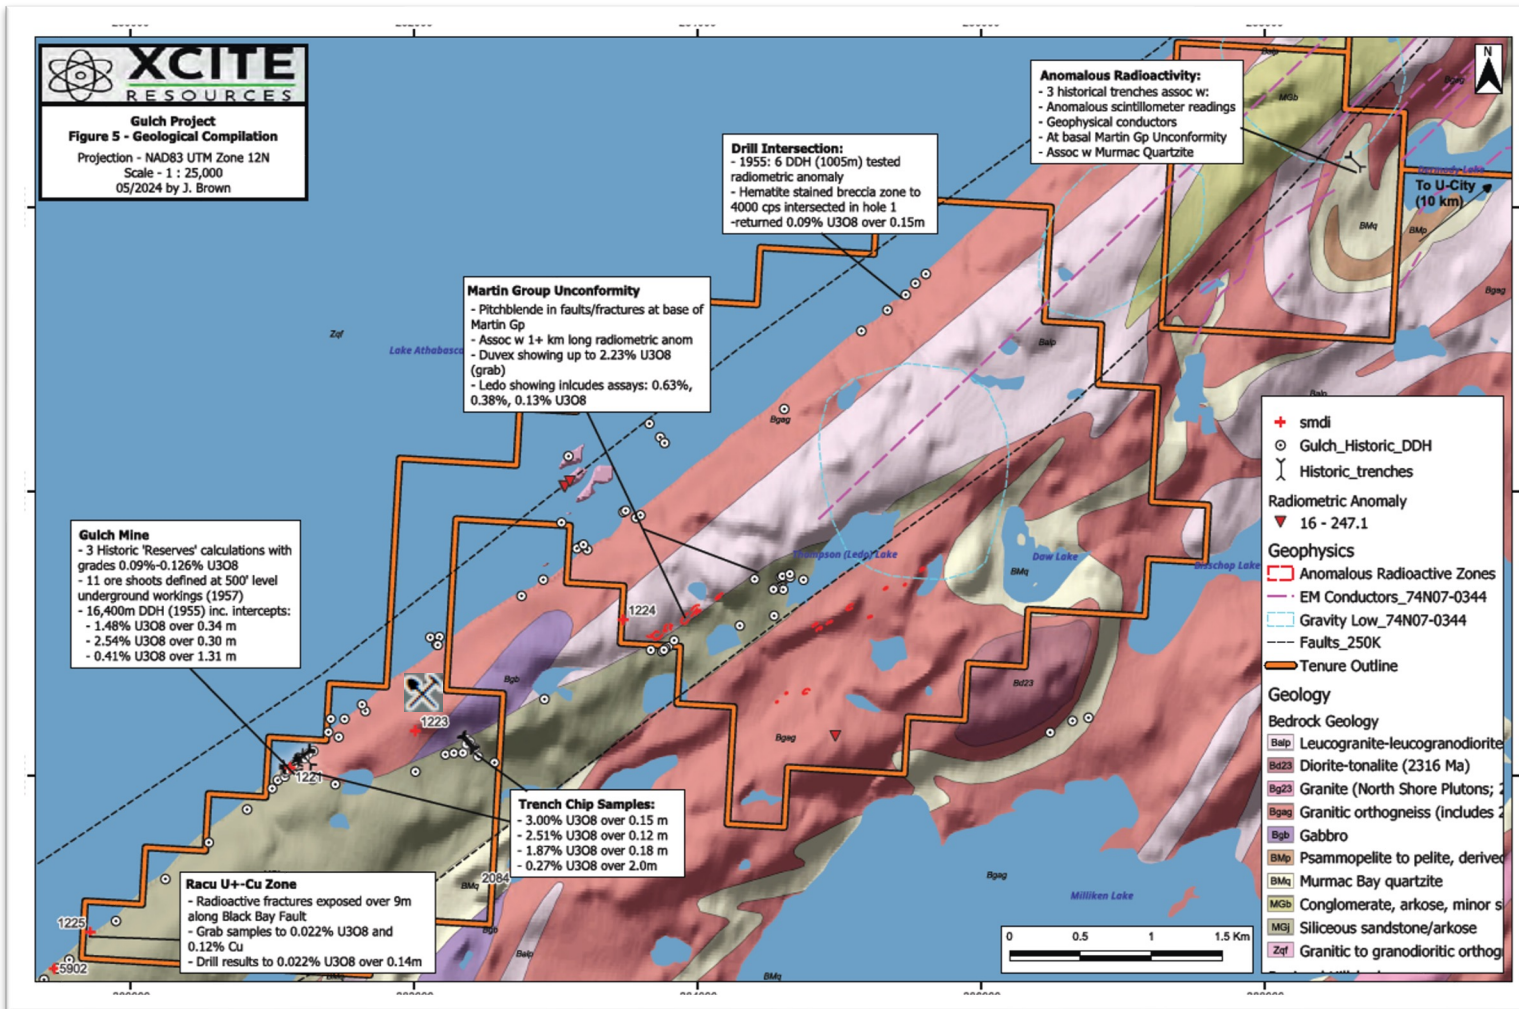 XCITE
RESOURCES
Gulch Project
Figure 5 - Geological Compilation
Projection - NAD83 UTM Zone 12N
Scale - 1 : 25,000
05/2024 by J. Brown
N
Anomalous Radioactivity:
- 3 historical trenches assoc w:
- Anomalous scintillometer readings
- Geophysical conductors
- At basal Martin Gp Unconformity
- Assoc w Murmac Quartzite
Drill Intersection:
- 1955: 6 DDH (1005m) tested
radiometric anomaly
- Hematite stained breccia zone to
4000 cps intersected in hole 1
-returned 0.09% U3O8 over 0.15m
Balp
MGb
Bgag
To U-City
(10 km)
BMq
BMp
Bgag
Martin Group Unconformity
- Pitchblende in faults/fractures at base of
Martin Gp
- Assoc w 1+ km long radiometric anom
- Duvex showing up to 2.23% U3O8
(grab)
- Ledo showing inlcudes assays: 0.63%,
0.38%, 0.13% U3O8
Zqf
Lake Athabasca
Balp
Balp
Bgag
Gulch Mine
- 3 Historic 'Reserves' calculations with
grades 0.09%-0.126% U3O8
- 11 ore shoots defined at 500' level
underground workings (1957)
- 16,400m DDH (1955) inc. intercepts:
- 1.48% U3O8 over 0.34 m
- 2.54% U3O8 over 0.30 m
- 0.41% U3O8 over 1.31 m
Thompson (Ledo) Lake
Daw Lake
Bisschop Lake
BMq
1224
Bgb
Bd23
1223
Bgag
1221
Trench Chip Samples:
- 3.00% U3O8 over 0.15 m
- 2.51% U3O8 over 0.12 m
- 1.87% U3O8 over 0.18 m
- 0.27% U3O8 over 2.0m
BMq
2084
Bgag
Milliken Lake
Racu U+-Cu Zone
- Radioactive fractures exposed over 9m
along Black Bay Fault
- Grab samples to 0.022% U3O8 and
0.12% Cu
- Drill results to 0.022% U3O8 over 0.14m
1225
5902
Bgb
Balp
BMq
BMq
0 0.5 1 1.5 Km
smdi
Gulch_Historic_DDH
Historic_trenches
Radiometric Anomaly
16 - 247.1
Geophysics
Anomalous Radioactive Zones
EM Conductors_74N07-0344
Gravity Low_74N07-0344
Faults_250K
Tenure Outline
Geology
Bedrock Geology
Balp Leucogranite-leucogranodiorite
Bd23 Diorite-tonalite (2316 Ma)
Bg23 Granite (North Shore Plutons;
Bgag Granitic orthogneiss (includes
Bgb Gabbro
BMp Psammopelite to pelite, derived
BMq Murmac Bay quartzite
MGb Conglomerate, arkose, minor s
MGj Siliceous sandstone/arkose
Zqf Granitic to granodioritic orthog